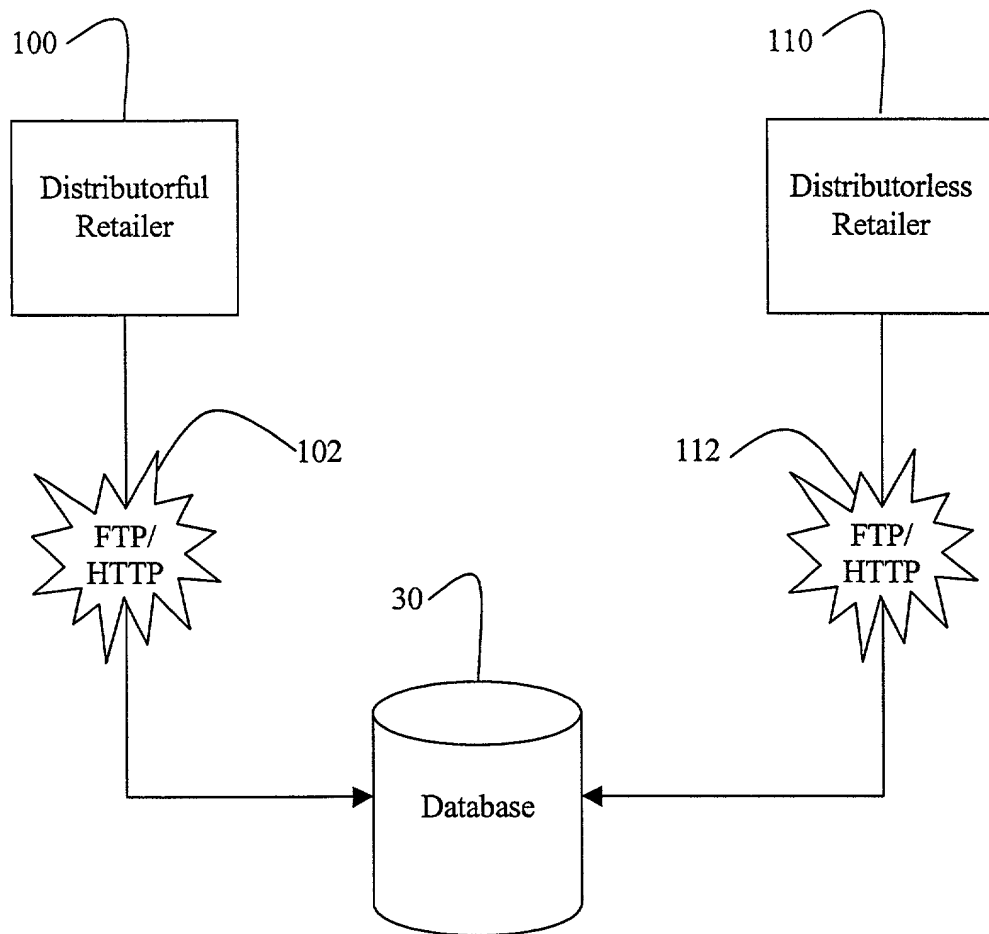 100
110
Distributorful
Retailer
Distributorless
Retailer
102
112
FTP/
HTTP
FTP/
HTTP
30
Database